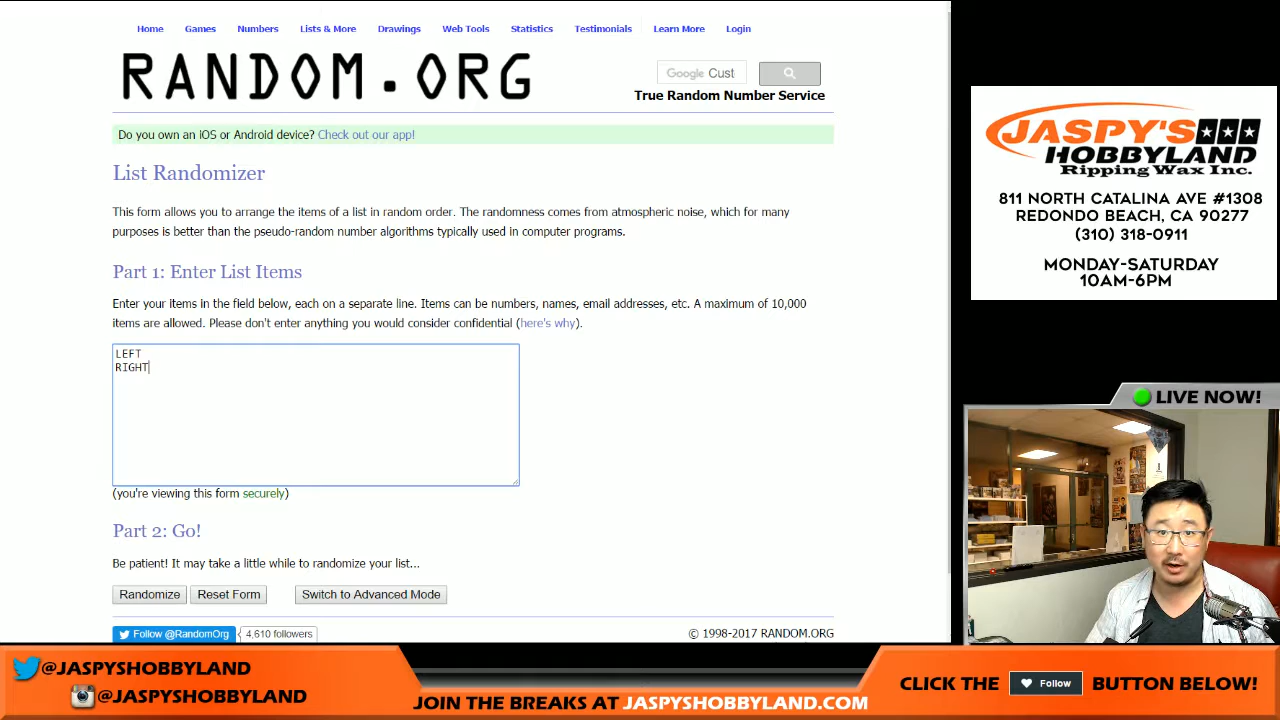 Home Games Numbers Lists & More Drawings Web Tools Statistics Testimonials Learn More Login
RANDOM.ORG
Google Cust
True Random Number Service
Do you own an iOS or Android device? Check out our app!
List Randomizer
This form allows you to arrange the items of a list in random order. The randomness comes from atmospheric noise, which for many
purposes is better than the pseudo-random number algorithms typically used in computer programs.
Part 1: Enter List Items
Enter your items in the field below, each on a separate line. Items can be numbers, names, email addresses, etc. A maximum of 10,000
items are allowed. Please don't enter anything you would consider confidential (here's why).
LEFT
RIGHT
(you're viewing this form securely)
Part 2: Go!
Be patient! It may take a little while to randomize your list...
Randomize Reset Form Switch to Advanced Mode
Follow @RandomOrg 4,610 followers
© 1998-2017 RANDOM.ORG
JASPY'S
HOBBYLAND
Ripping Wax Inc.
811 NORTH CATALINA AVE #1308
REDONDO BEACH, CA 90277
(310) 318-0911
MONDAY-SATURDAY
10AM-6PM
LIVE NOW!
@JASPYSHOBBYLAND
@JASPYSHOBBYLAND
JOIN THE BREAKS AT JASPYSHOBBYLAND.COM
CLICK THE Follow BUTTON BELOW!